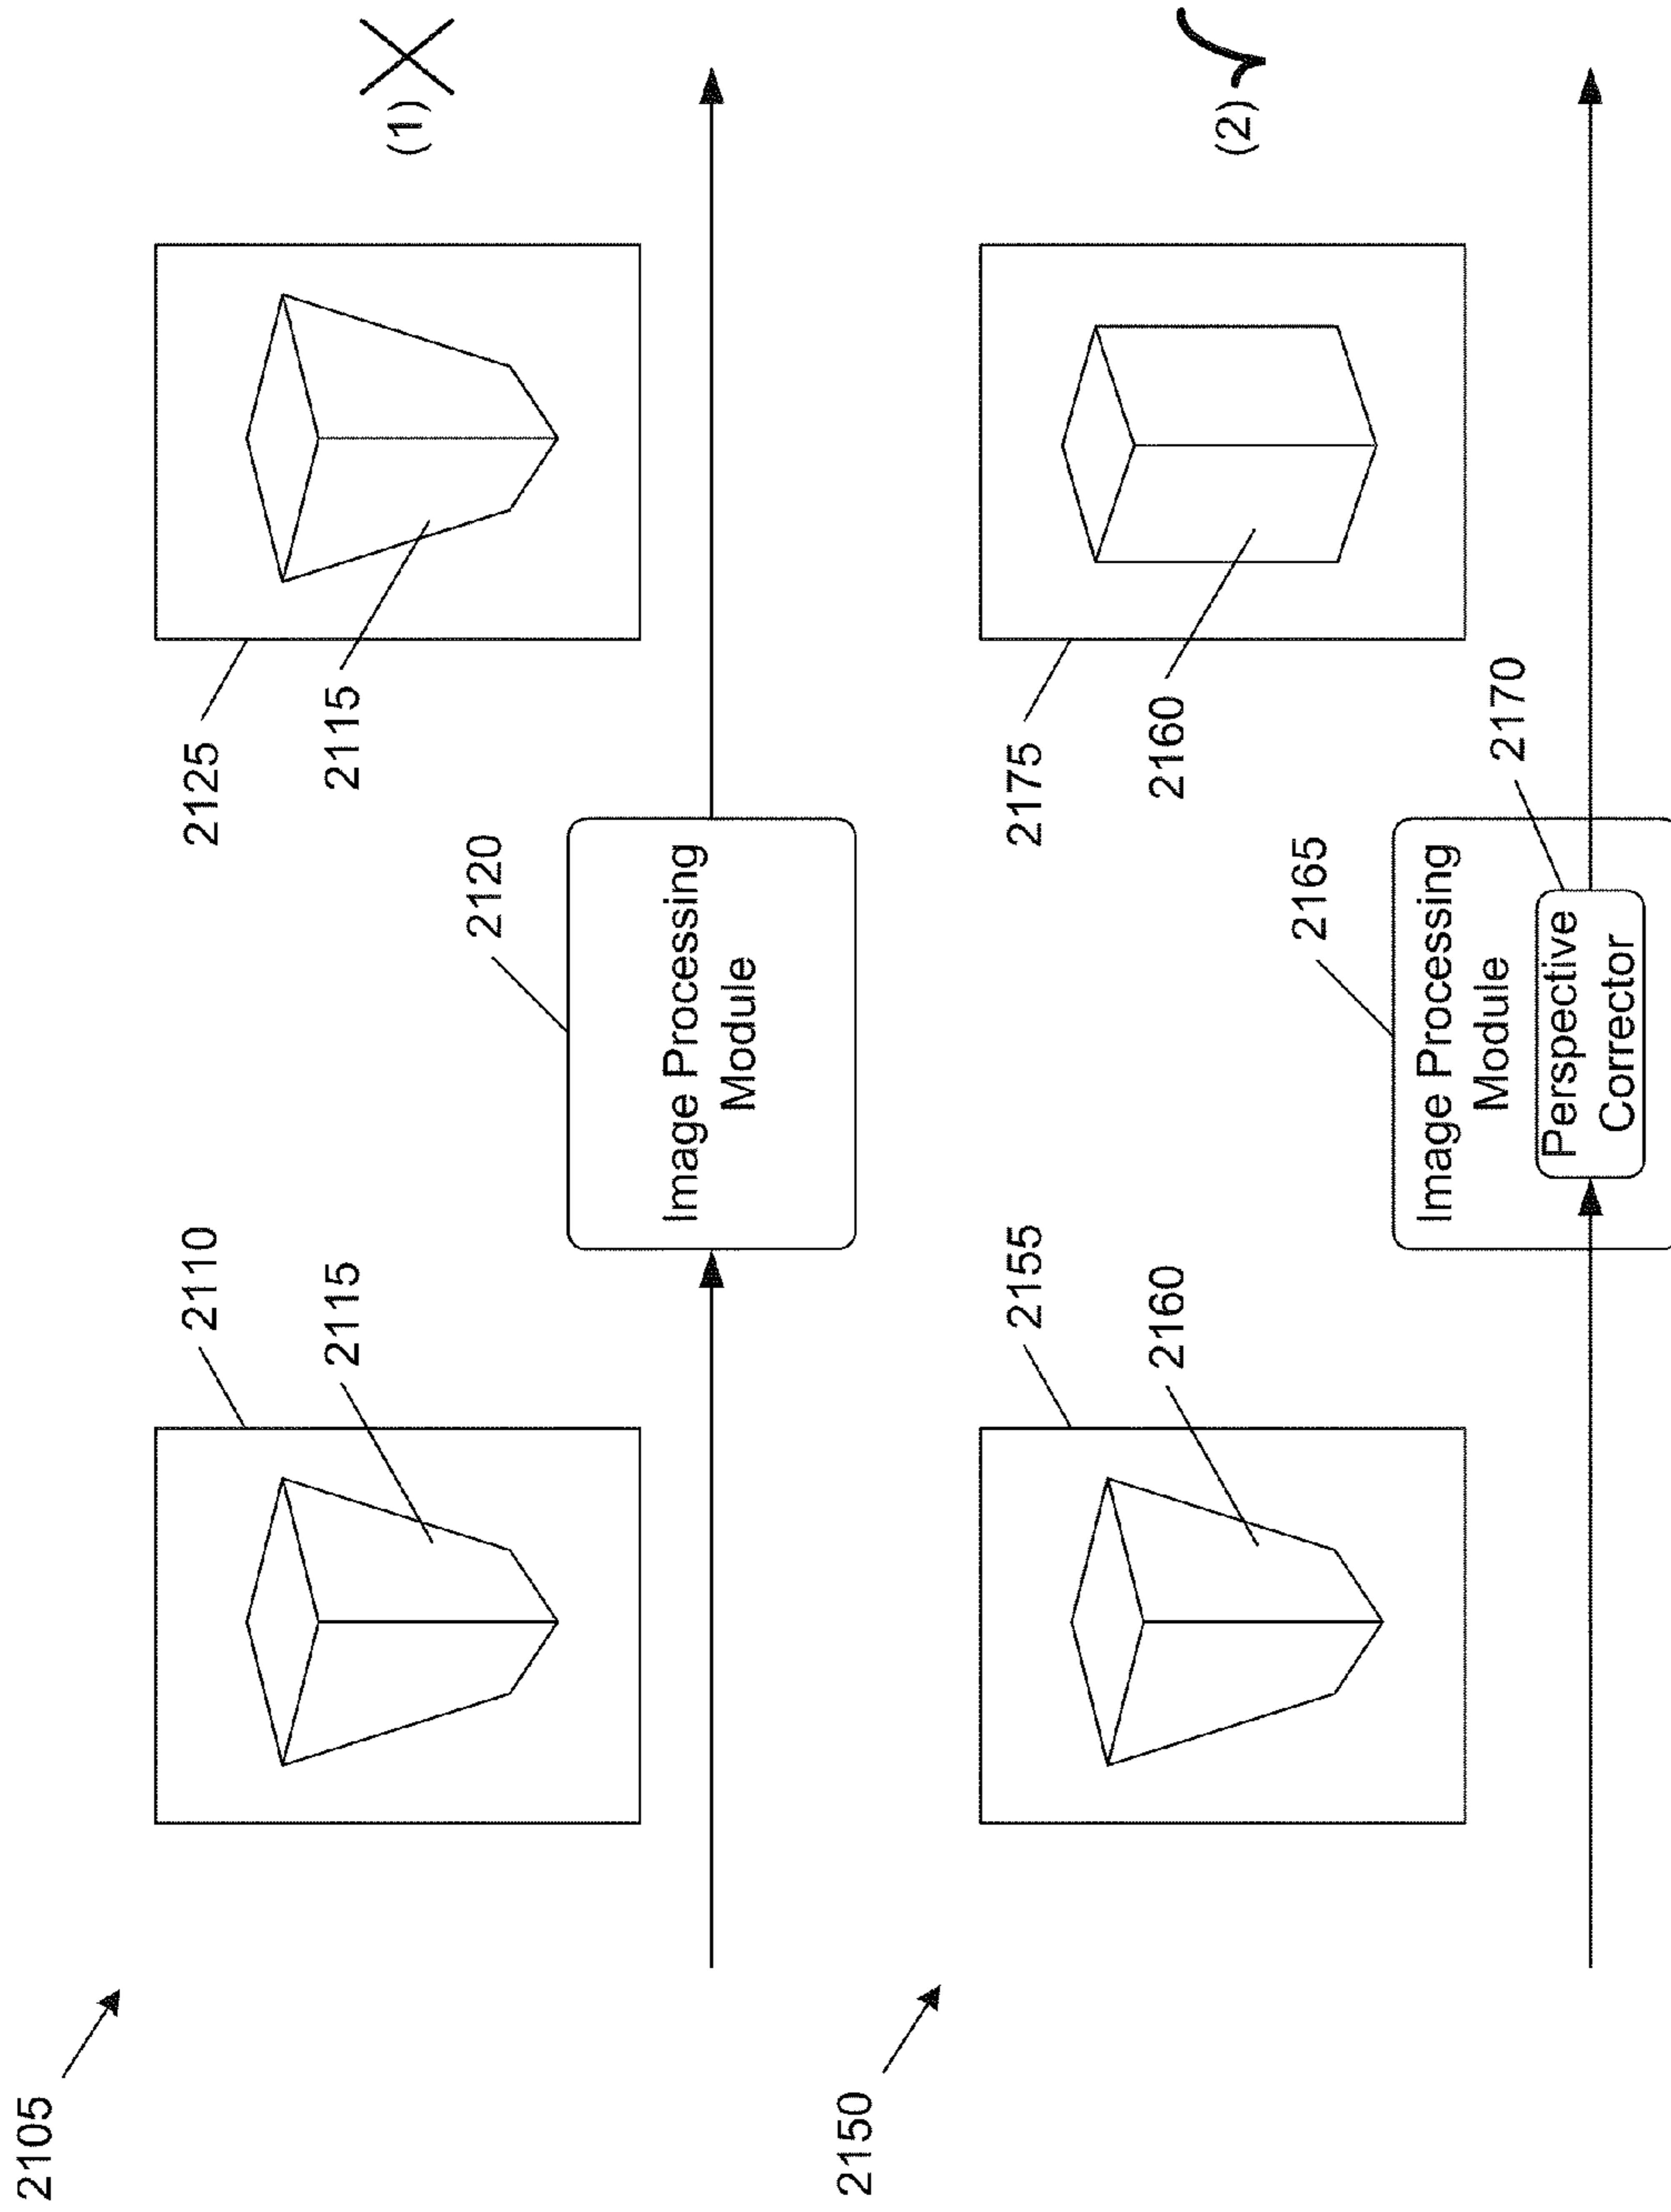 2105
2110
2115
2120
Image Processing
Module
2125
2115
(1)
2150
2155
2160
2165
Image Processing
Module
2170
Perspective
Corrector
2175
2160
(2)